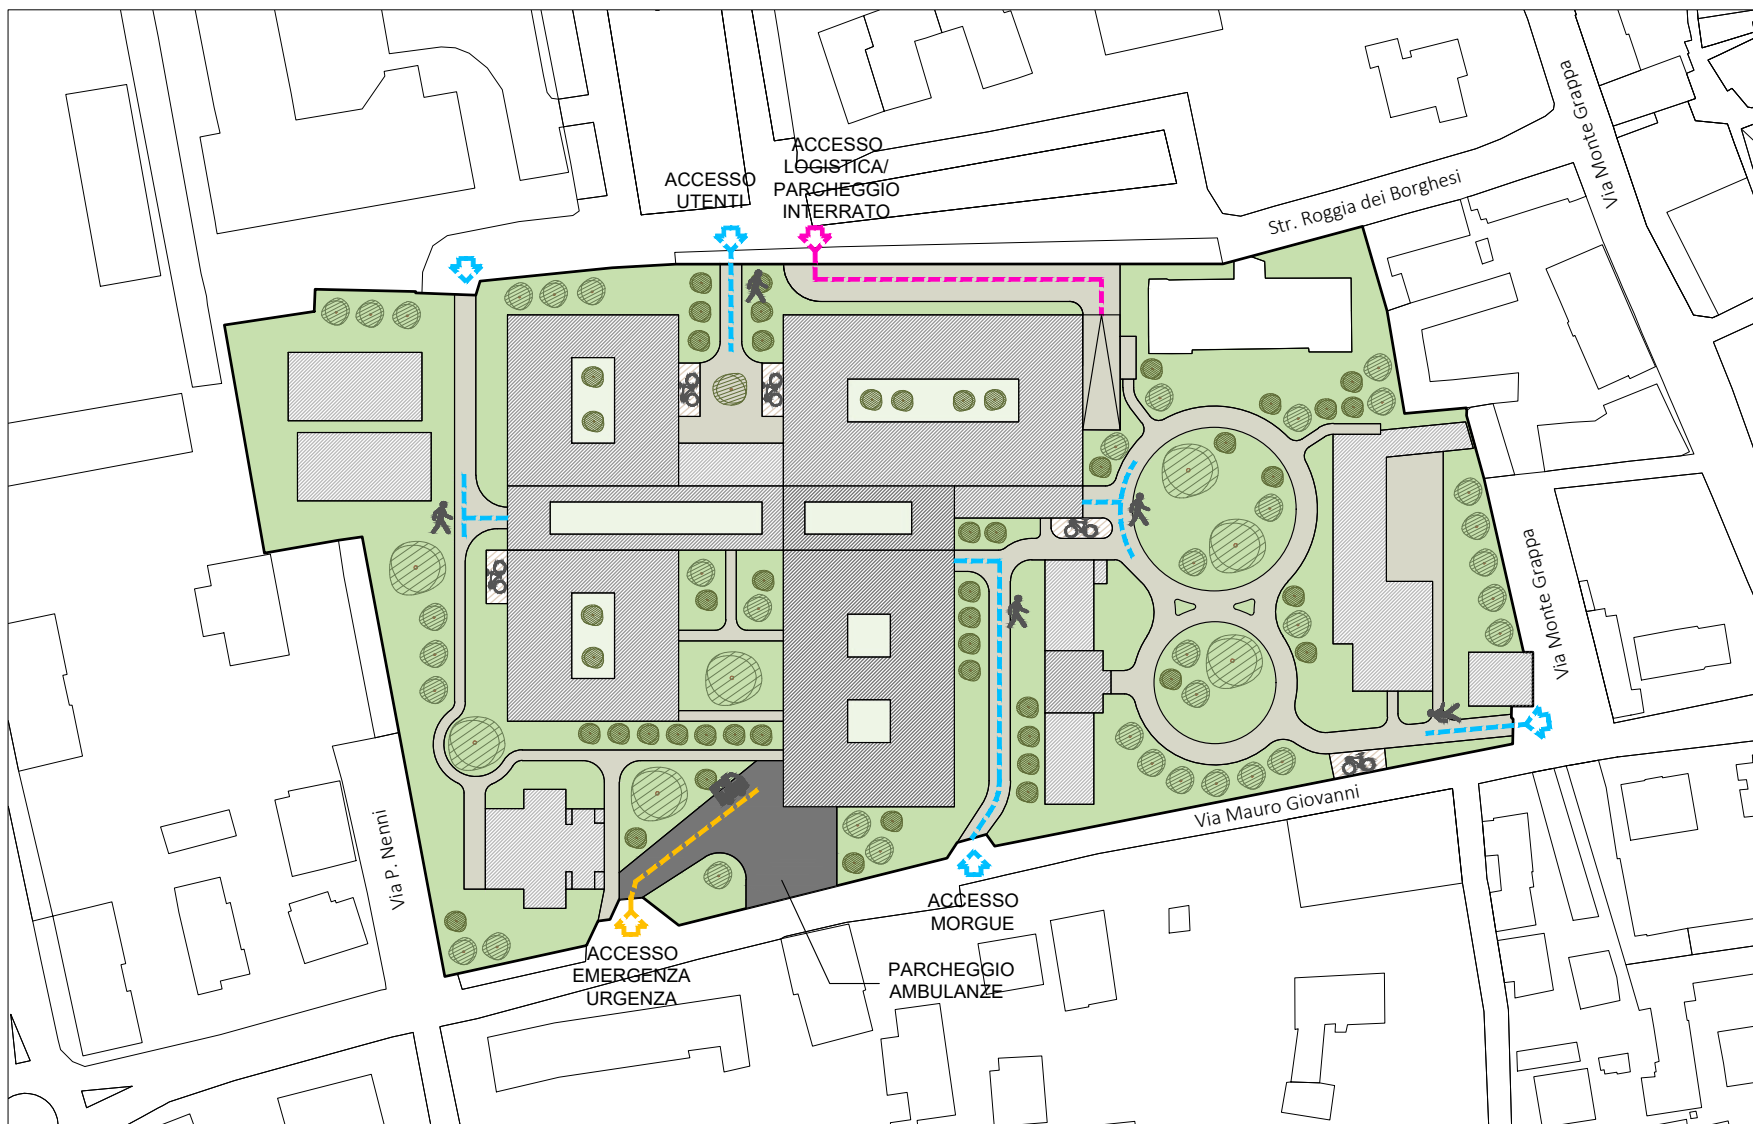 ACCESSO
LOGISTICA/
PARCHEGGIO
INTERRATO
ACCESSO
UTENTI
Via Monte Grappa
Str. Roggia dei Borghesi
Via Monte Grappa
Via Mauro Giovanni
Via P. Nenni
ACCESSO
MORGUE
ACCESSO
EMERGENZA
URGENZA
PARCHEGGIO
AMBULANZE